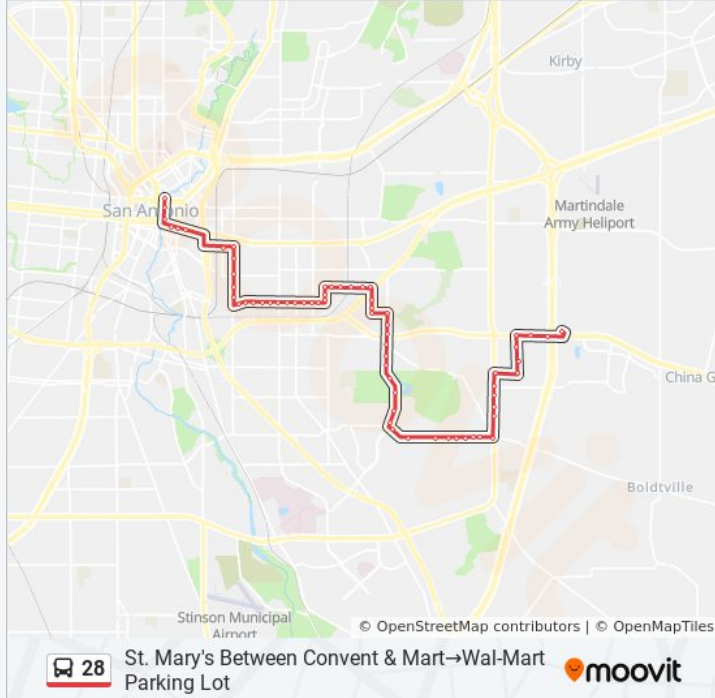 Kirby
Martindale
Army Heliport
San Antonio
China G
Boldtville
Stinson Municipal
Airport
© OpenStreetMap contributors | © OpenMapTiles
28
St. Mary's Between Convent & Mart→Wal-Mart
Parking Lot
moovit